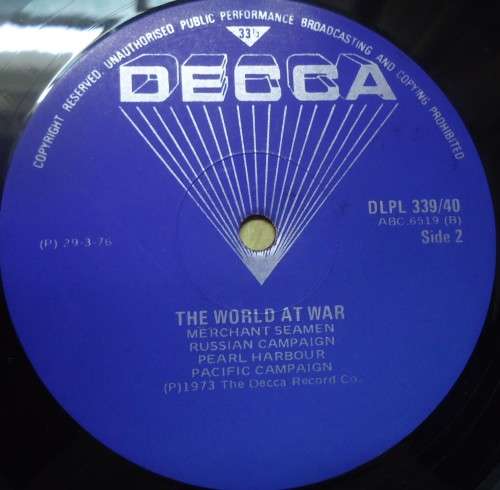 COPYRIGHT RESERVED. UNAUTHORISED PUBLIC PERFORMANCE BROADCASTING AND COPYING PROHIBITED.
33⅓
DECCA
DLPL 339/40
ABC.6519 (B)
(P) 29-3-76
Side 2
THE WORLD AT WAR
MERCHANT SEAMEN
RUSSIAN CAMPAIGN
PEARL HARBOUR
PACIFIC CAMPAIGN
(P)1973 The Decca Record Co.